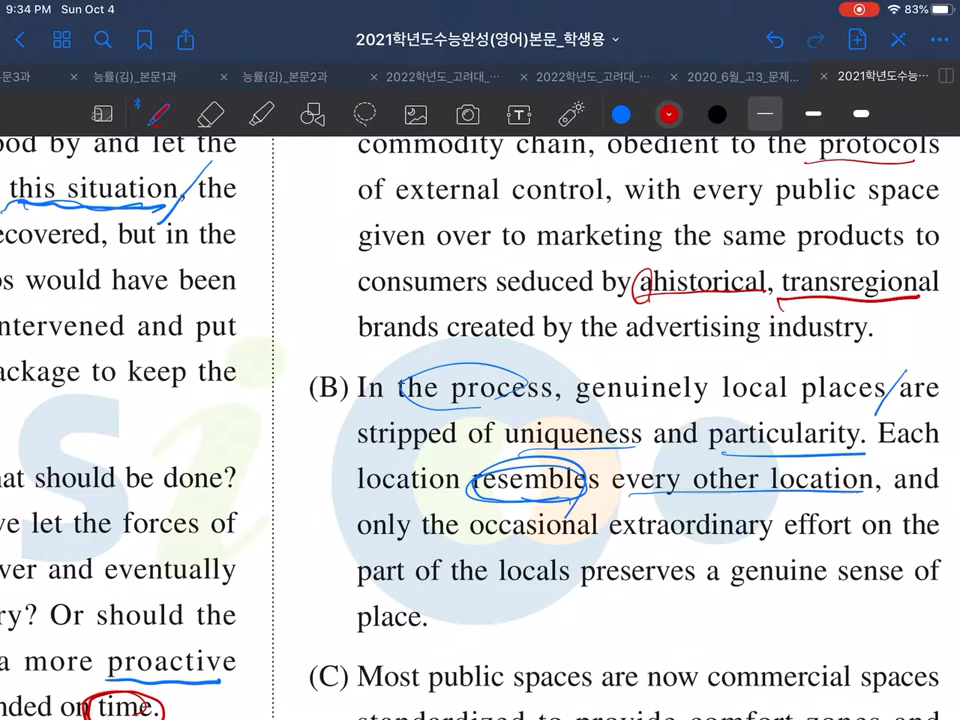 9:34 PM Sun Oct 4
83%
2021학년도수능완성(영어)본문_학생용
문3과
능률(김)_본문1과
능률(김)_본문2과
2022학년도_고려대_…
2022학년도_고려대_…
2020_6월_고3_문제…
2021학년도수능…
T
ood by and let the
this situation, the
ecovered, but in the
os would have been
ntervened and put
ackage to keep the
hat should be done?
ve let the forces of
ver and eventually
ry? Or should the
a more proactive
nded on time.
commodity chain, obedient to the protocols
of external control, with every public space
given over to marketing the same products to
consumers seduced by ahistorical, transregional
brands created by the advertising industry.
(B) In the process, genuinely local places are
stripped of uniqueness and particularity. Each
location resembles every other location, and
only the occasional extraordinary effort on the
part of the locals preserves a genuine sense of
place.
(C) Most public spaces are now commercial spaces
standardized to provide comfort zones and